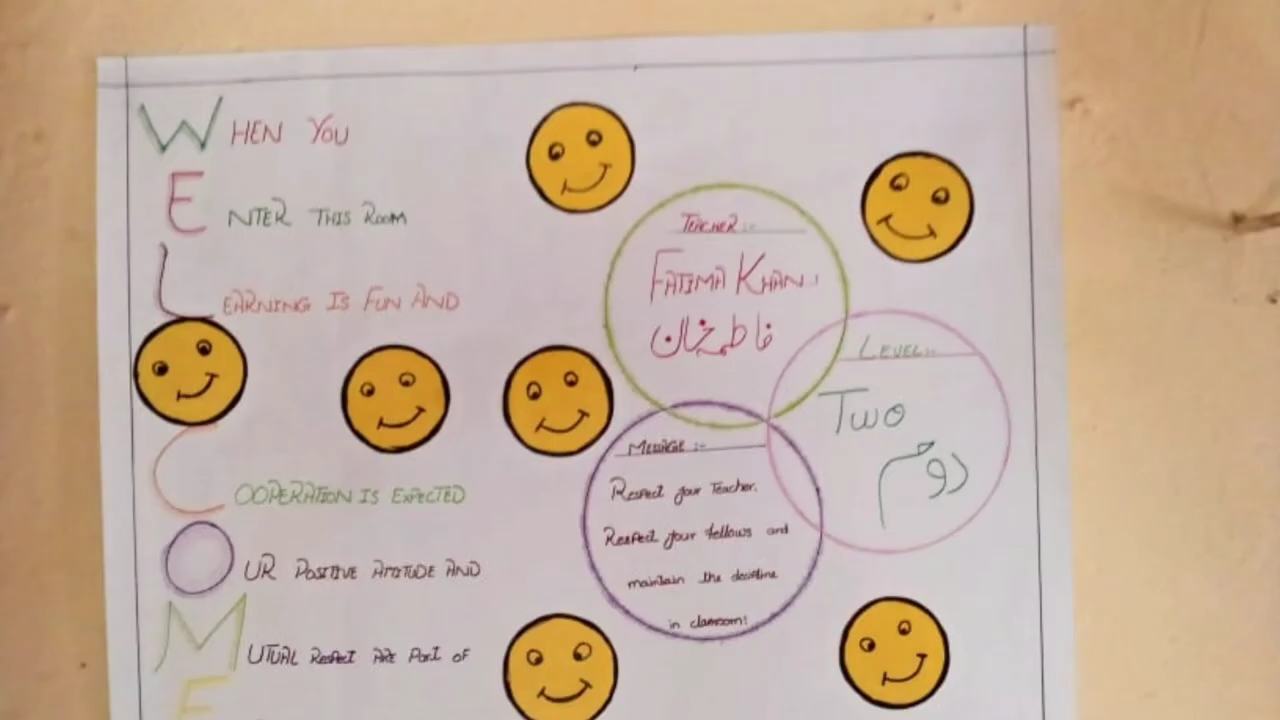 WHEN YOU
ENTER THIS ROOM
LEARNING IS FUN AND
COOPERATION IS EXPECTED
OUR POSITIVE ATTITUDE AND
MUTUAL RESPECT ARE PART OF
E
TEACHER :-
FATIMA KHAN!
فاطمہ خان
LEVEL:-
TWO
دوم
MESSAGE :-
Respect your Teacher.
Respect your fellows and
maintain the
in classroom!